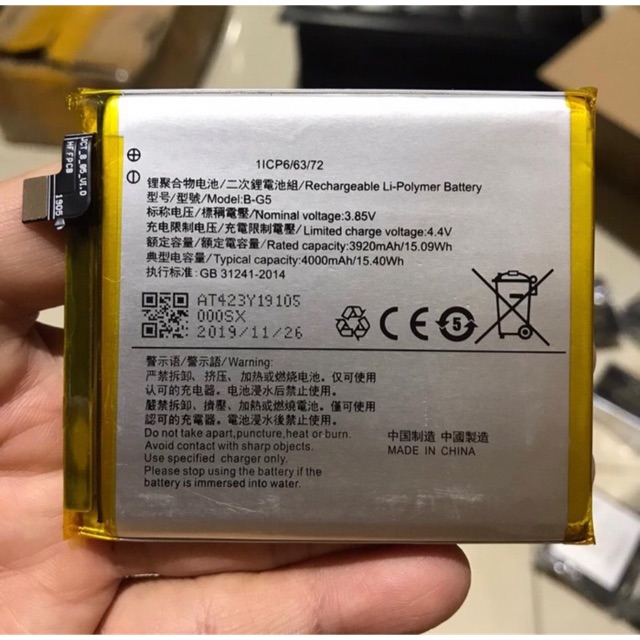 1ICP6/63/72
锂聚合物电池/二次鋰電池組/Rechargeable Li-Polymer Battery
型号/型號/Model:B-G5
标称电压/標稱電壓/Nominal voltage:3.85V
充电限制电压/充電限制電壓/Limited charging voltage:4.4V
额定容量/額定容量/Rated capacity:3920mAh/15.09Wh
典型电容量/Typical capacity:4000mAh/15.40Wh
执行标准: GB 31241-2014
AT423Y19105
000SX
2019/11/26
5
警示语/警示語/Warning:
严禁拆卸、挤压、加热或燃烧电池。仅可使用
认可的充电器。电池浸水后禁止使用。
嚴禁拆卸、擠壓、加熱或燃燒電池。僅可使用
認可的充電器。電池浸水後禁止使用。
Do not take apart,puncture,heat or burn.
Avoid contact with sharp objects.
Use specified charger only.
Please stop using the battery if the
battery is immersed into water.
中国制造 中國製造
MADE IN CHINA
1905